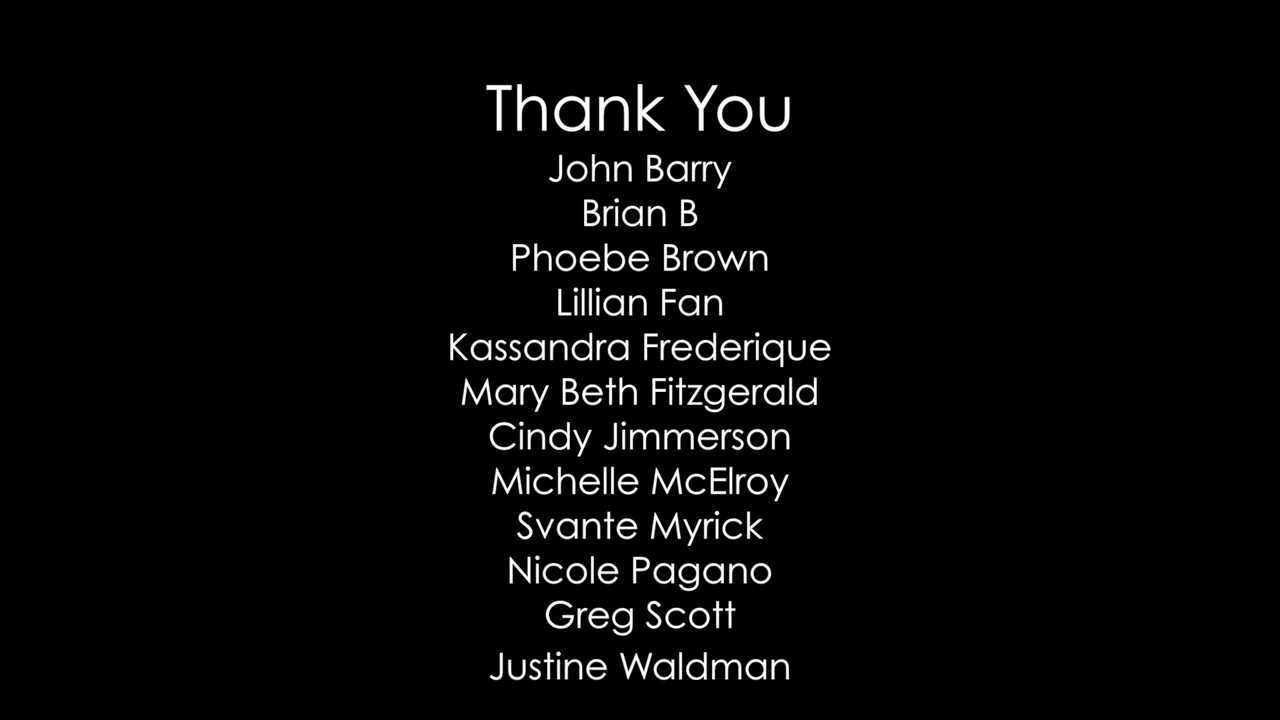 Thank You
John Barry
Brian B
Phoebe Brown
Lillian Fan
Kassandra Frederique
Mary Beth Fitzgerald
Cindy Jimmerson
Michelle McElroy
Svante Myrick
Nicole Pagano
Greg Scott
Justine Waldman